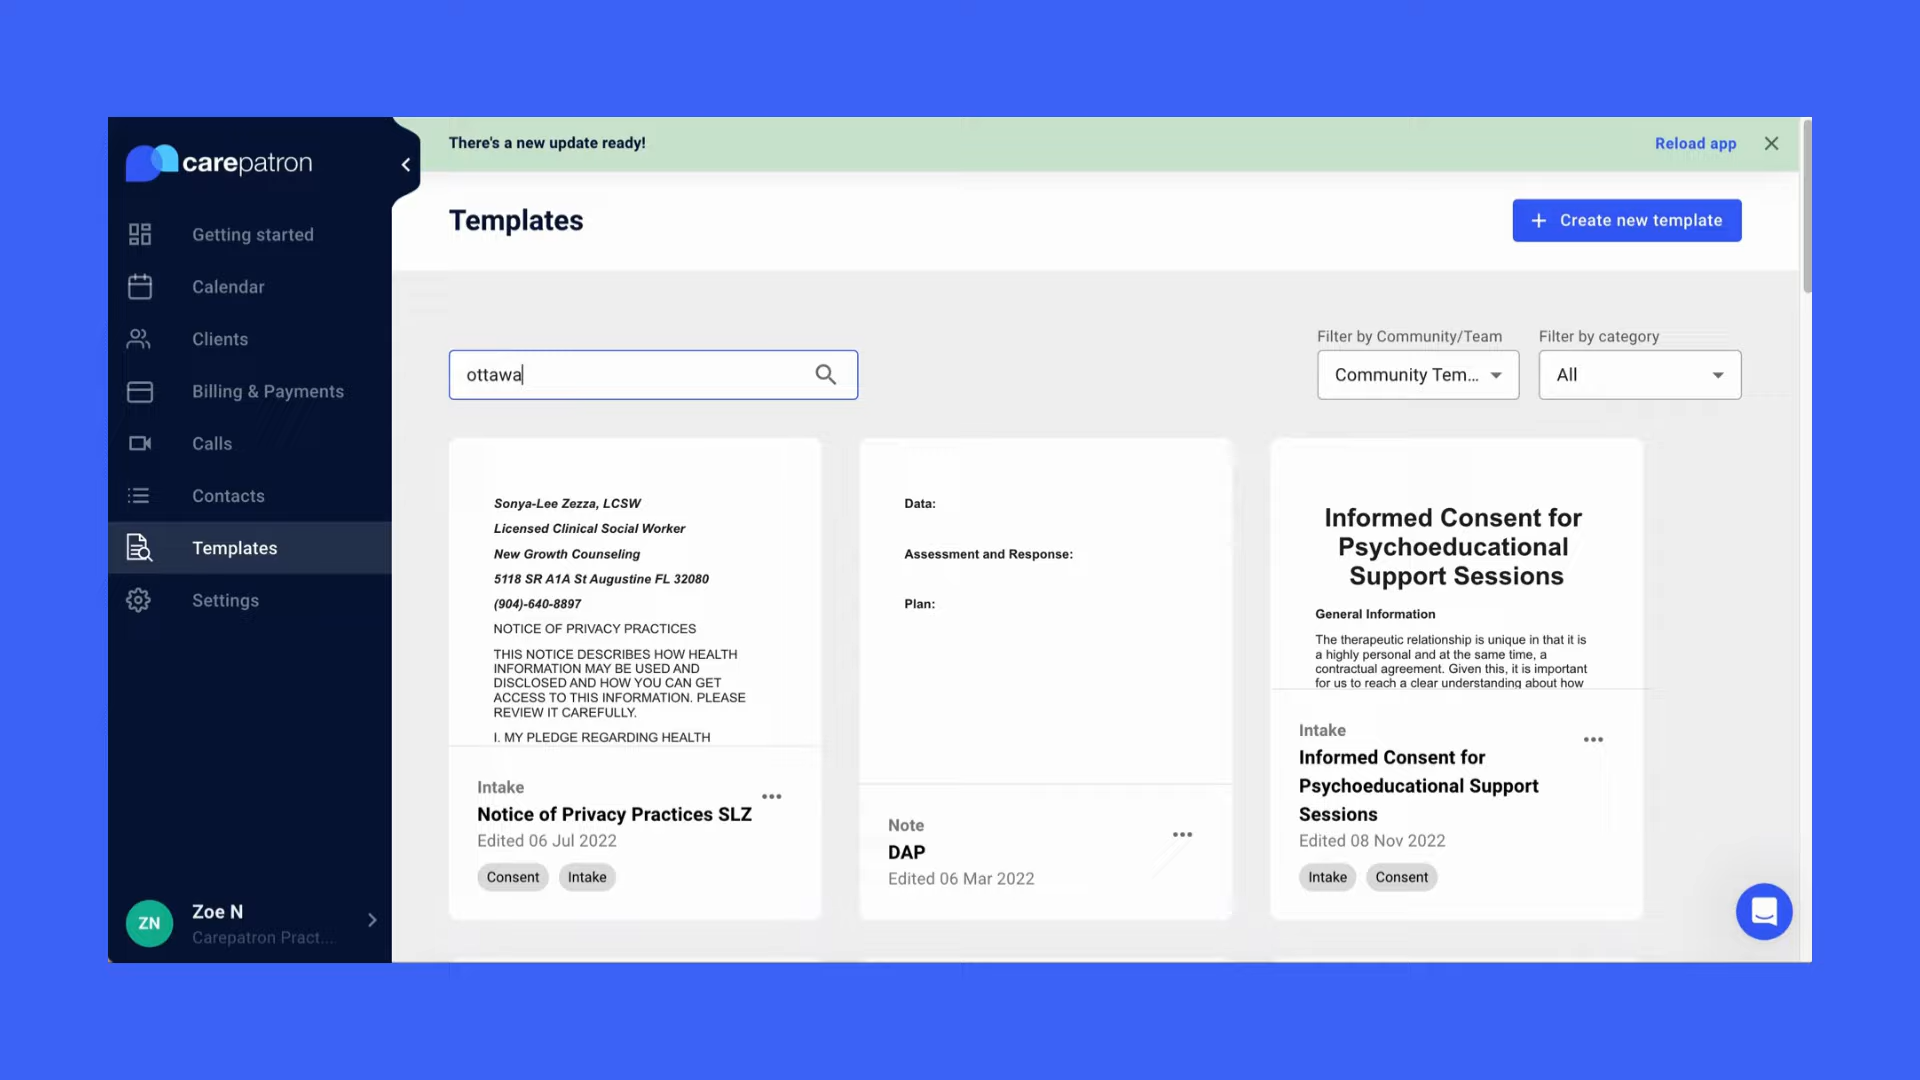 carepatron
Getting started
Calendar
Clients
Billing & Payments
Calls
Contacts
Templates
Settings
ZN
Zoe N
Carepatron Pract...
There's a new update ready!
Reload app
Templates
Create new template
ottawa
Filter by Community/Team
Community Tem...
Filter by category
All
Sonya-Lee Zezza, LCSW
Licensed Clinical Social Worker
New Growth Counseling
5118 SR A1A St Augustine FL 32080
(904)-640-8897
NOTICE OF PRIVACY PRACTICES
THIS NOTICE DESCRIBES HOW HEALTH
INFORMATION MAY BE USED AND
DISCLOSED AND HOW YOU CAN GET
ACCESS TO THIS INFORMATION. PLEASE
REVIEW IT CAREFULLY.
I. MY PLEDGE REGARDING HEALTH
Intake
Notice of Privacy Practices SLZ
Edited 06 Jul 2022
Consent
Intake
Data:
Assessment and Response:
Plan:
Note
DAP
Edited 06 Mar 2022
Informed Consent for
Psychoeducational
Support Sessions
General Information
The therapeutic relationship is unique in that it is
a highly personal and at the same time, a
contractual agreement. Given this, it is important
for us to reach a clear understanding about how
Intake
Informed Consent for
Psychoeducational Support
Sessions
Edited 08 Nov 2022
Intake
Consent